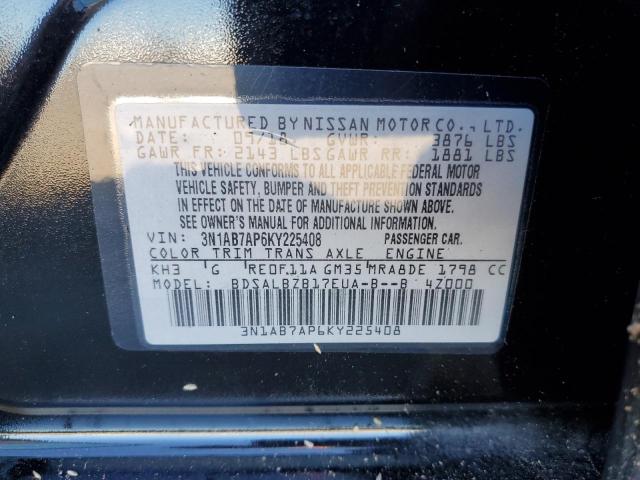 MANUFACTURED BY NISSAN MOTOR CO., LTD.
DATE: 05/18 GVWR: 3876 LBS
GAWR FR: 2143 LBS GAWR RR: 1881 LBS
THIS VEHICLE CONFORMS TO ALL APPLICABLE FEDERAL MOTOR
VEHICLE SAFETY, BUMPER AND THEFT PREVENTION STANDARDS
IN EFFECT ON THE DATE OF MANUFACTURE SHOWN ABOVE.
SEE OWNER'S MANUAL FOR ADDITIONAL INFORMATION.
VIN: 3N1AB7AP6KY225408 PASSENGER CAR.
COLOR TRIM TRANS AXLE ENGINE
KH3 G RE0F11A GM35 MRA8DE 1798 CC
MODEL: BDSALBZB17EUA-B--B 4Z000
3N1AB7AP6KY225408